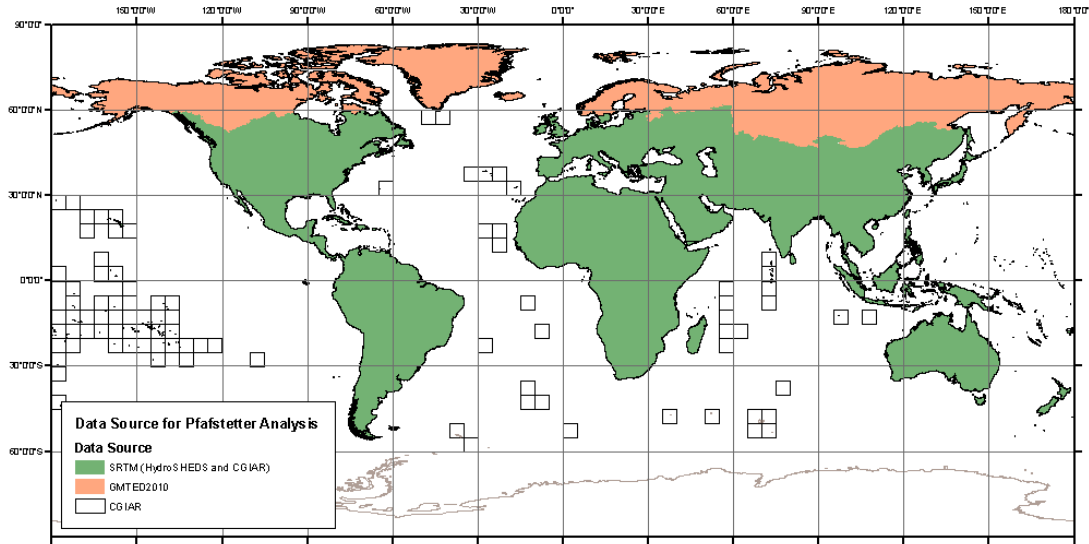 150°0'0"W 120°0'0"W 90°0'0"W 60°0'0"W 30°0'0"W 0°0'0" 30°0'0"E 60°0'0"E 90°0'0"E 120°0'0"E 150°0'0"E 180°0'0"
90°0'0"N
60°0'0"N
30°0'0"N
0°0'0"
30°0'0"S
60°0'0"S
Data Source for Pfafstetter Analysis
Data Source
SRTM (HydroSHEDS and CGIAR)
GMTED2010
CGIAR